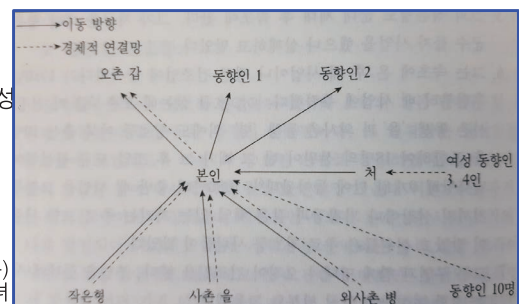 이동 방향
경제적 연결망
오촌 갑
동향인 1
동향인 2
성
본인
처
여성 동향인
3, 4인
작은형
사촌 을
외사촌 병
동향인 10명